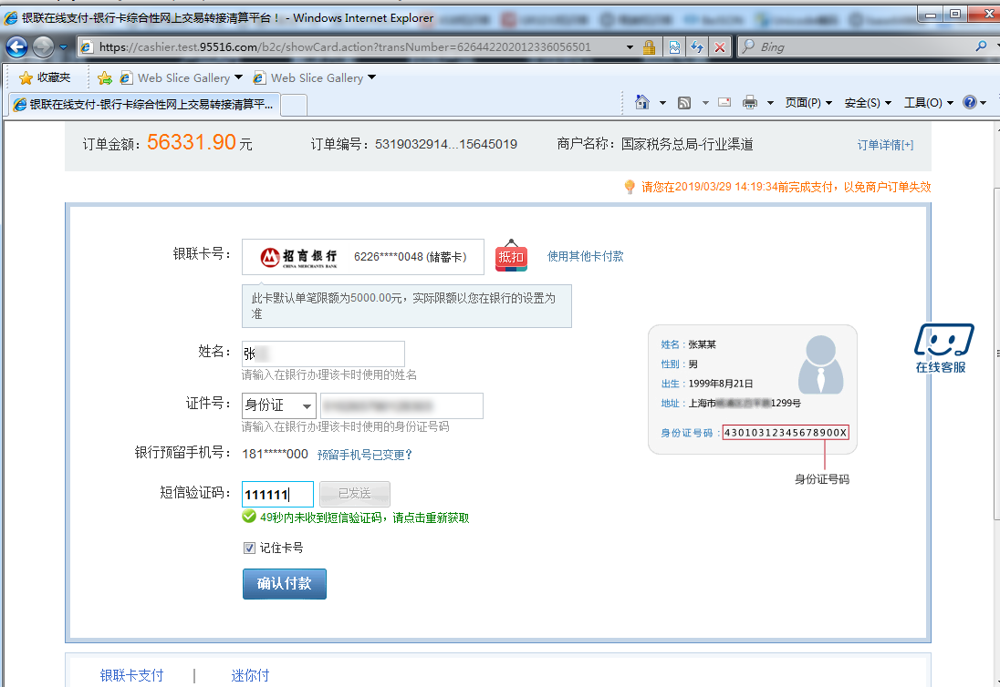 银联在线支付-银行卡综合性网上交易转接清算平台！ - Windows Internet Explorer
https://cashier.test.95516.com/b2c/showCard.action?transNumber=626442202012336056501
Bing
收藏夹 Web Slice Gallery Web Slice Gallery
银联在线支付-银行卡综合性网上交易转接清算平...
页面(P) 安全(S) 工具(O)
订单金额：56331.90元 订单编号：5319032914...15645019 商户名称：国家税务总局-行业渠道 订单详情[+]
请您在2019/03/29 14:19:34前完成支付，以免商户订单失效
银联卡号：招商银行 6226****0048 (储蓄卡) 抵扣 使用其他卡付款
CHINA MERCHANTS BANK
此卡默认单笔限额为5000.00元，实际限额以您在银行的设置为
准
姓名：张
请输入在银行办理该卡时使用的姓名
证件号：身份证
请输入在银行办理该卡时使用的身份证号码
银行预留手机号：181*****000 预留手机号已变更？
短信验证码：111111 已发送
49秒内未收到短信验证码，请点击重新获取
记住卡号
确认付款
姓名：张某某
性别：男
出生：1999年8月21日
地址：上海市 1299号
身份证号码：43010312345678900X
身份证号码
在线客服
银联卡支付 | 迷你付